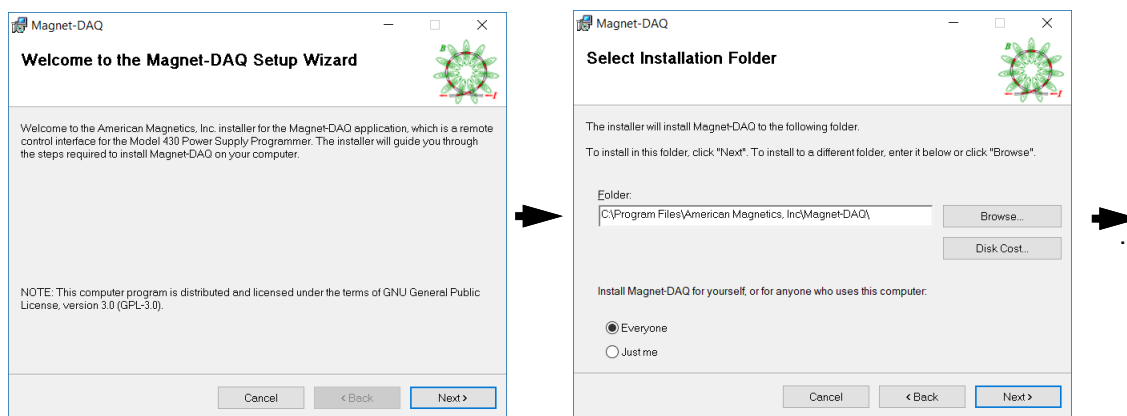 Magnet-DAQ
Welcome to the Magnet-DAQ Setup Wizard
B
I
Welcome to the American Magnetics, Inc. installer for the Magnet-DAQ application, which is a remote
control interface for the Model 430 Power Supply Programmer. The installer will guide you through
the steps required to install Magnet-DAQ on your computer.
NOTE: This computer program is distributed and licensed under the terms of GNU General Public
License, version 3.0 (GPL-3.0).
Cancel
< Back
Next >
Magnet-DAQ
Select Installation Folder
B
I
The installer will install Magnet-DAQ to the following folder.
To install in this folder, click "Next". To install to a different folder, enter it below or click "Browse".
Folder:
C:\Program Files\American Magnetics, Inc\Magnet-DAQ\
Browse...
Disk Cost...
Install Magnet-DAQ for yourself, or for anyone who uses this computer:
Everyone
Just me
Cancel
< Back
Next >
.